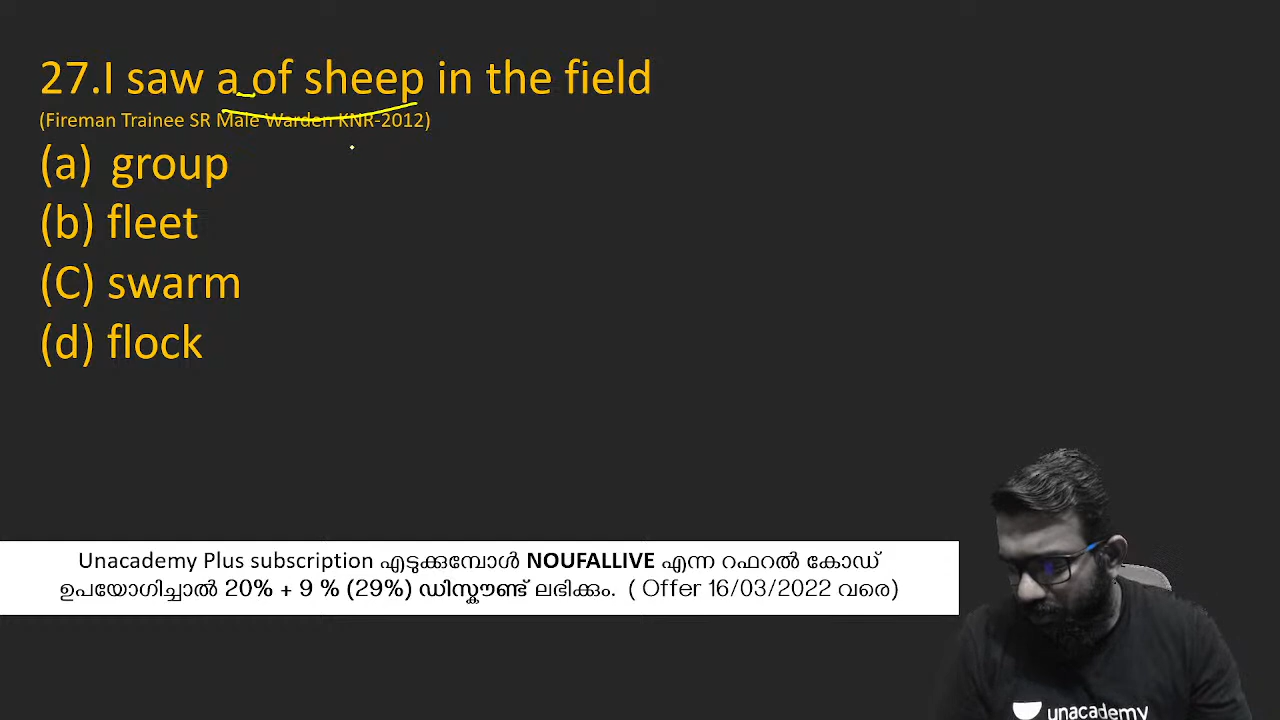 27.I saw a of sheep in the field
(Fireman Trainee SR Male Warden KNR-2012)
(a) group
(b) fleet
(C) swarm
(d) flock
Unacademy Plus subscription എടുക്കുമ്പോൾ NOUFALLIVE എന്ന റഫറൽ കോഡ്
ഉപയോഗിച്ചാൽ 20% + 9 % (29%) ഡിസ്കൗണ്ട് ലഭിക്കും. ( Offer 16/03/2022 വരെ)
unacademy